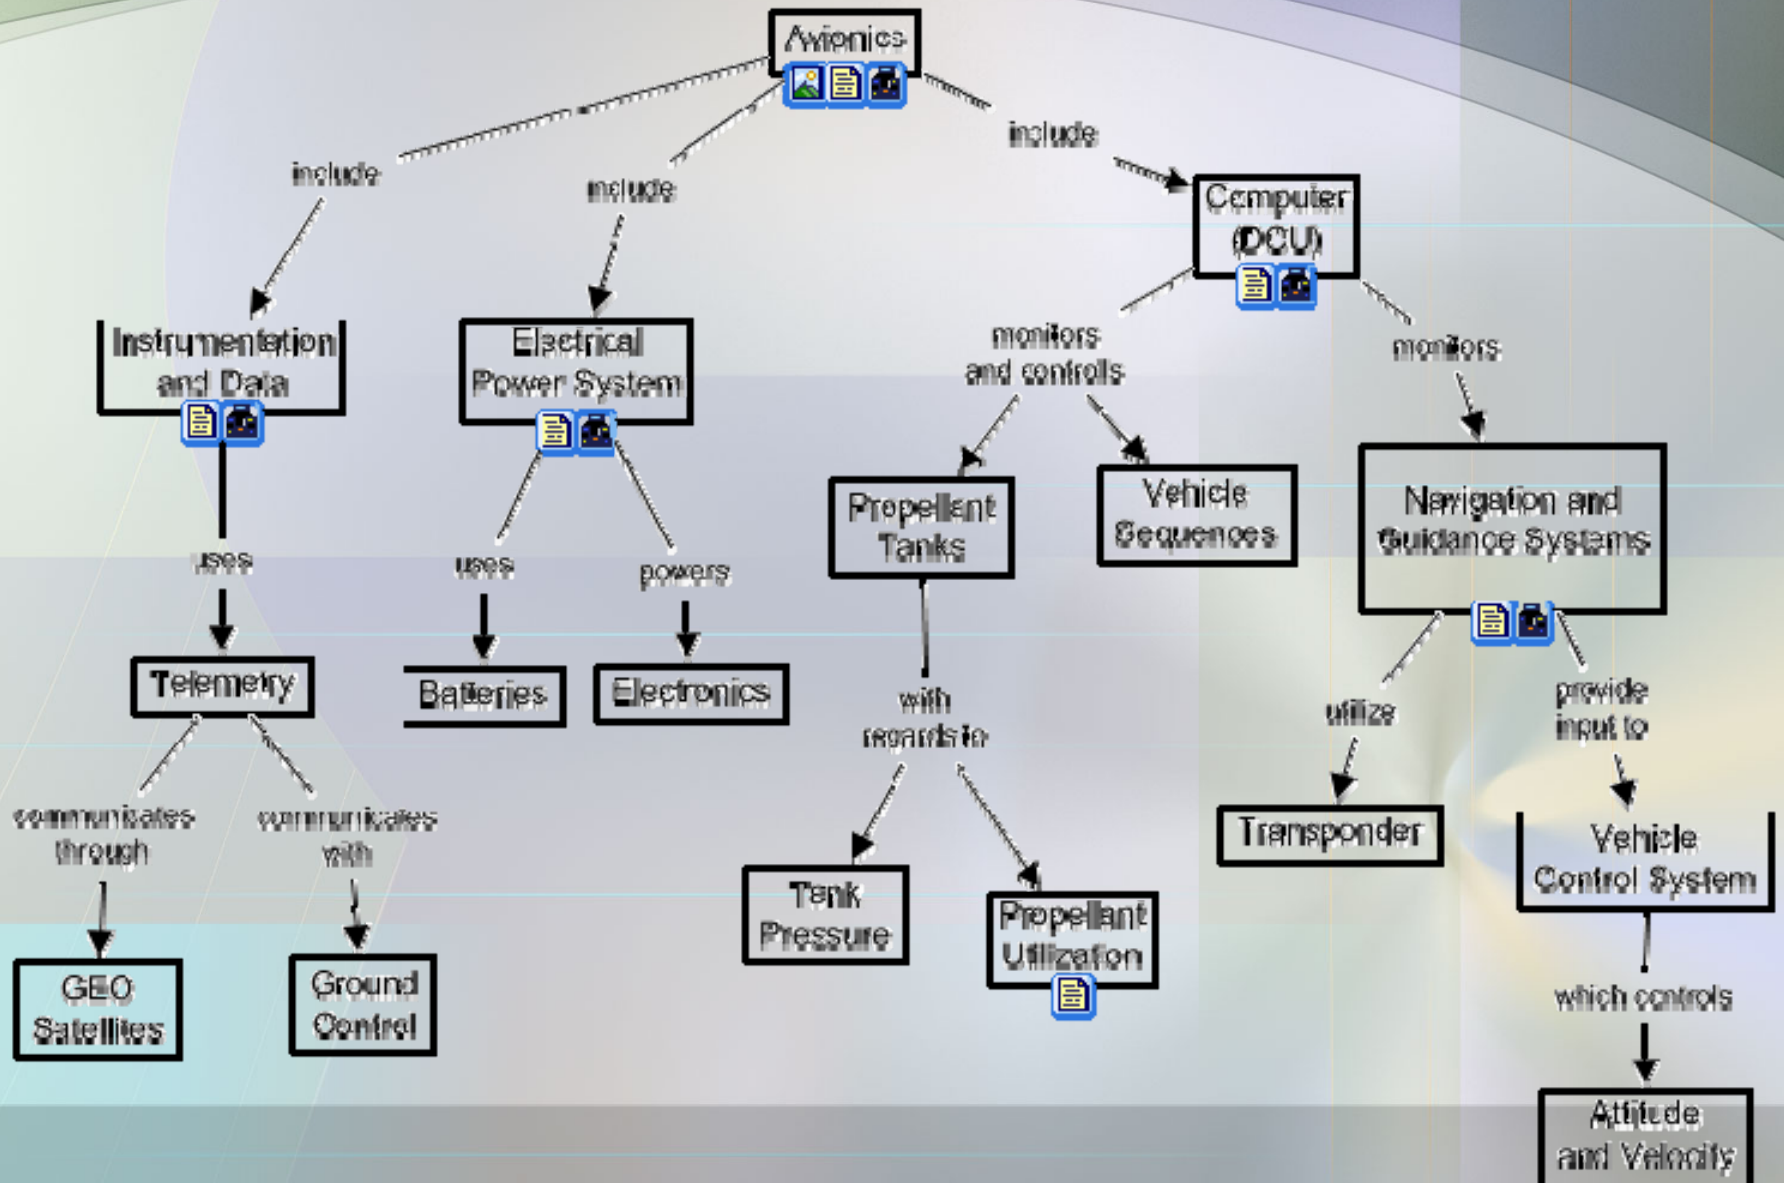 Avionics
include
include
include
Computer
(DCU)
Instrumentation
and Data
Electrical
Power System
monitors
and controlls
monitors
Propellant
Tanks
Vehicle
Sequences
Navigation and
Guidance Systems
uses
uses
powers
Telemetry
Batteries
Electronics
with
regards to
utilize
provide
input to
communicates
through
communicates
with
Transponder
Vehicle
Control System
Tank
Pressure
Propellant
Utilization
GEO
Satellites
Ground
Control
which controls
Attitude
and Velocity